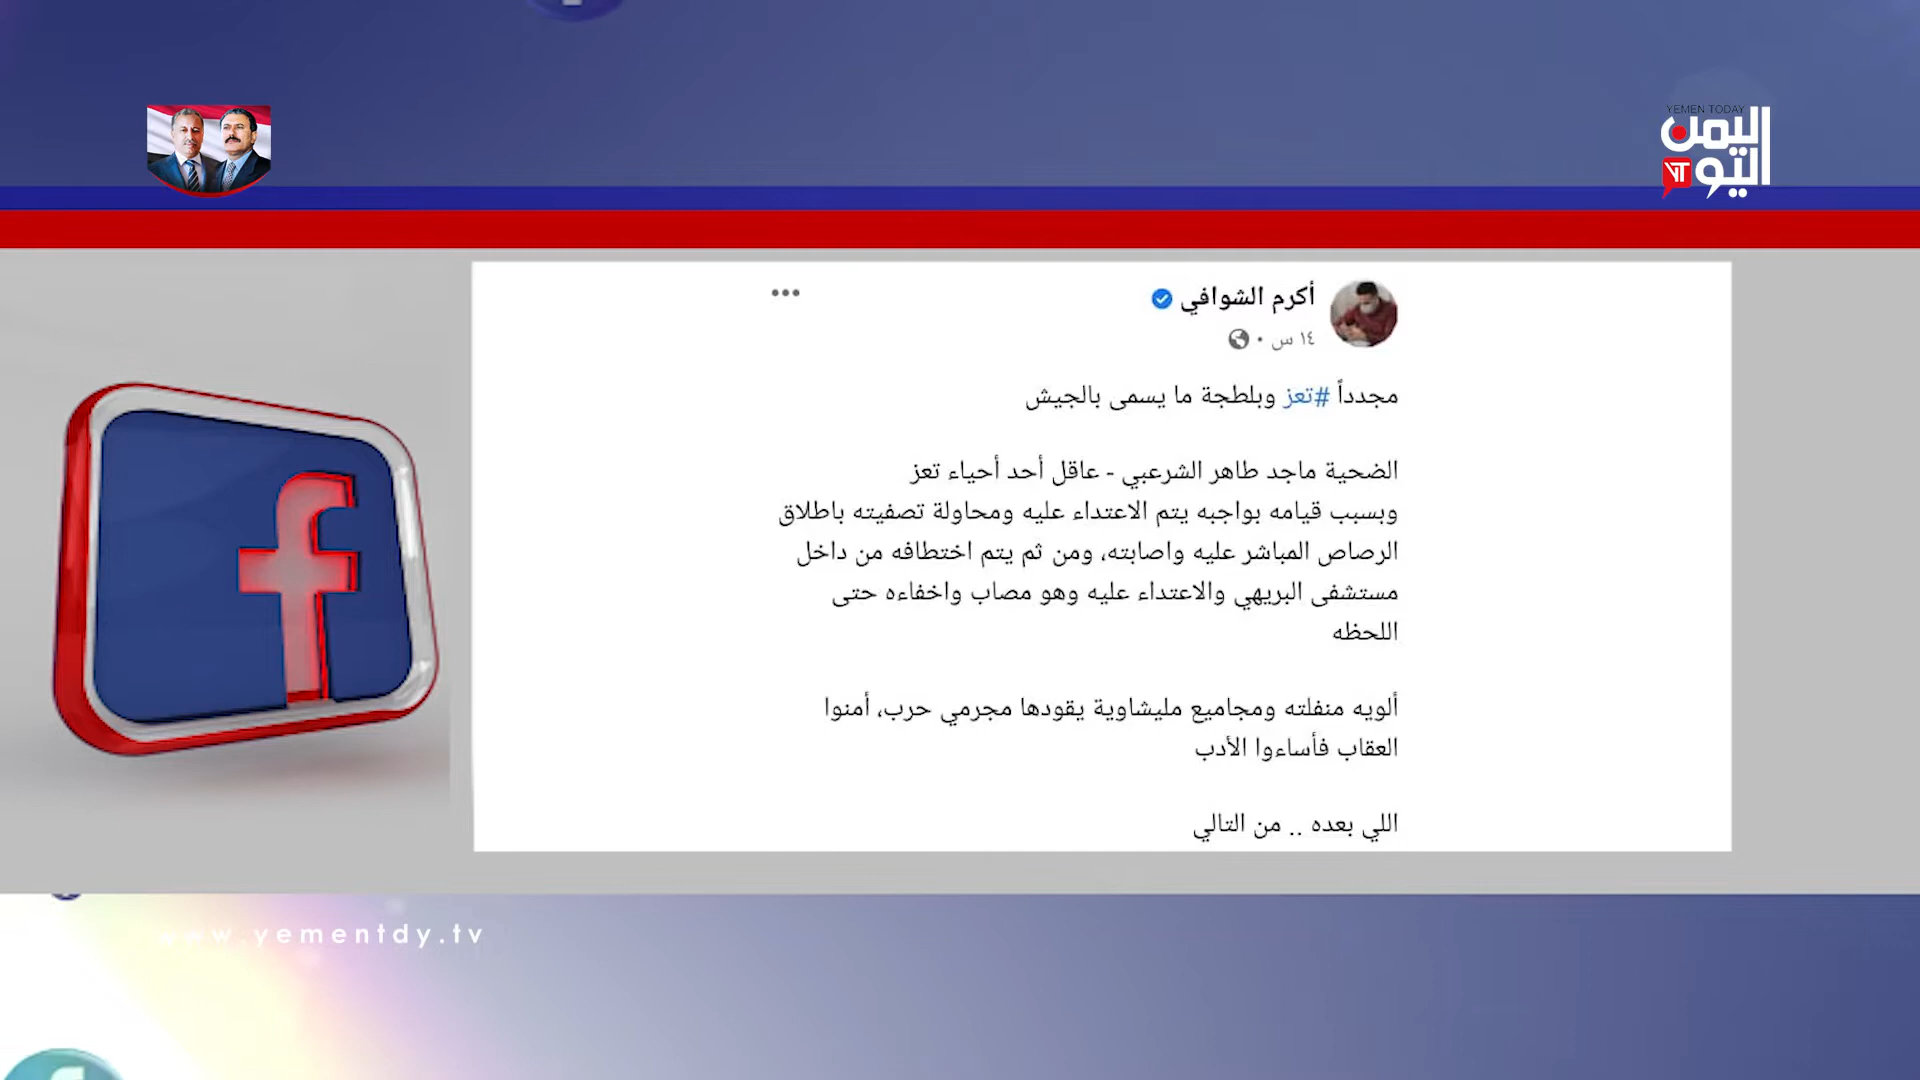 YEMEN TODAY
اليمن
اليوم
YT
أكرم الشوافي
١٤ س
مجدداً #تعز وبلطجة ما يسمى بالجيش
الضحية ماجد طاهر الشرعبي - عاقل أحد أحياء تعز
وبسبب قيامه بواجبه يتم الاعتداء عليه ومحاولة تصفيته باطلاق
الرصاص المباشر عليه واصابته، ومن ثم يتم اختطافه من داخل
مستشفى البريهي والاعتداء عليه وهو مصاب واخفاءه حتى
اللحظه
ألويه منفلته ومجاميع مليشاوية يقودها مجرمي حرب، أمنوا
العقاب فأساءوا الأدب
اللي بعده .. من التالي
www.yementdy.tv